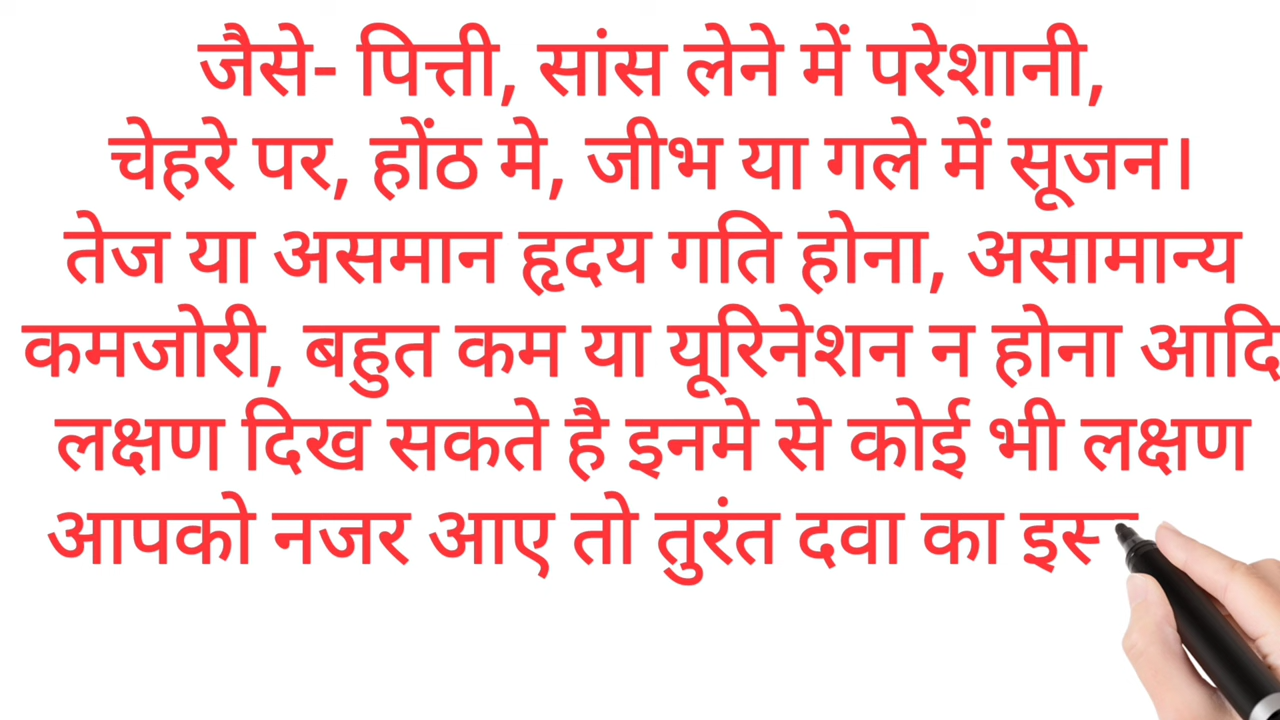 जैसे- पित्ती, सांस लेने में परेशानी,
चेहरे पर, होंठ मे, जीभ या गले में सूजन।
तेज या असमान हृदय गति होना, असामान्य
कमजोरी, बहुत कम या यूरिनेशन न होना आदि
लक्षण दिख सकते है इनमे से कोई भी लक्षण
आपको नजर आए तो तुरंत दवा का